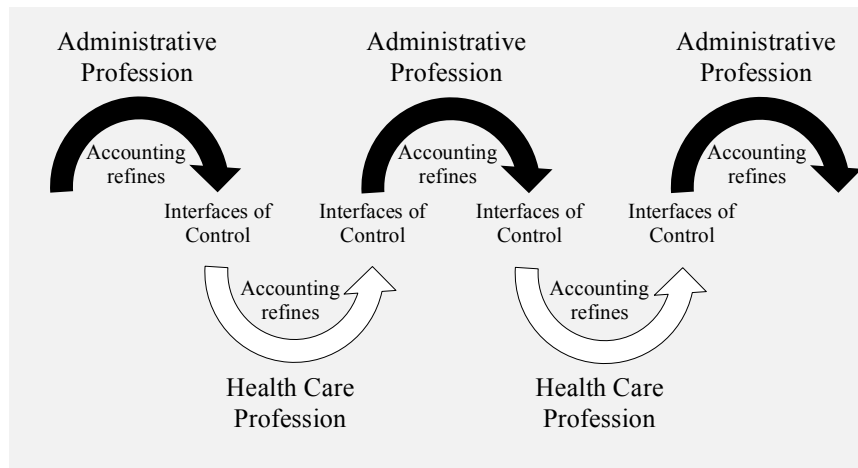 Administrative
Profession
Administrative
Profession
Administrative
Profession
Accounting
refines
Accounting
refines
Accounting
refines
Interfaces of
Control
Interfaces of
Control
Interfaces of
Control
Interfaces of
Control
Accounting
refines
Accounting
refines
Health Care
Profession
Health Care
Profession